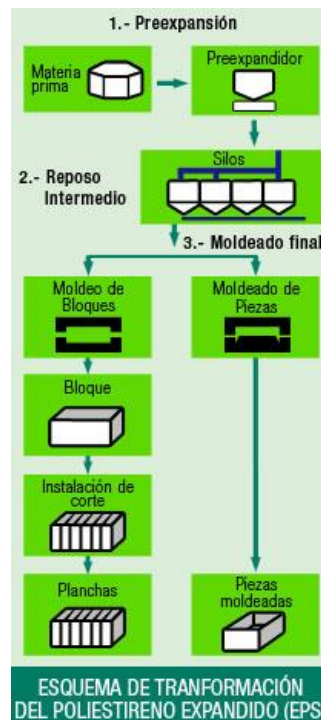 1.- Preexpansión
Materia
prima
Preexpandidor
2.- Reposo
Intermedio
Silos
3.- Moldeado final
Moldeo de
Bloques
Moldeado de
Piezas
Bloque
Instalación de
corte
Planchas
Piezas
moldeadas
ESQUEMA DE TRANFORMACIÓN
DEL POLIESTIRENO EXPANDIDO (EPS